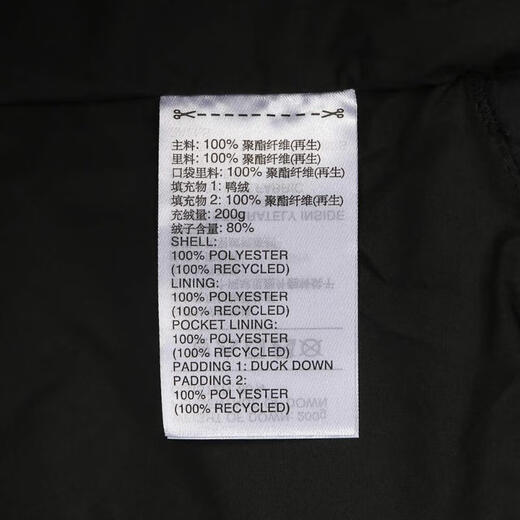 主料: 100% 聚酯纤维(再生)
里料: 100% 聚酯纤维(再生)
口袋里料: 100% 聚酯纤维(再生)
填充物 1: 鸭绒
填充物 2: 100% 聚酯纤维(再生)
充绒量: 200g
绒子含量: 80%
SHELL:
100% POLYESTER
(100% RECYCLED)
LINING:
100% POLYESTER
(100% RECYCLED)
POCKET LINING:
100% POLYESTER
(100% RECYCLED)
PADDING 1: DUCK DOWN
PADDING 2:
100% POLYESTER
(100% RECYCLED)